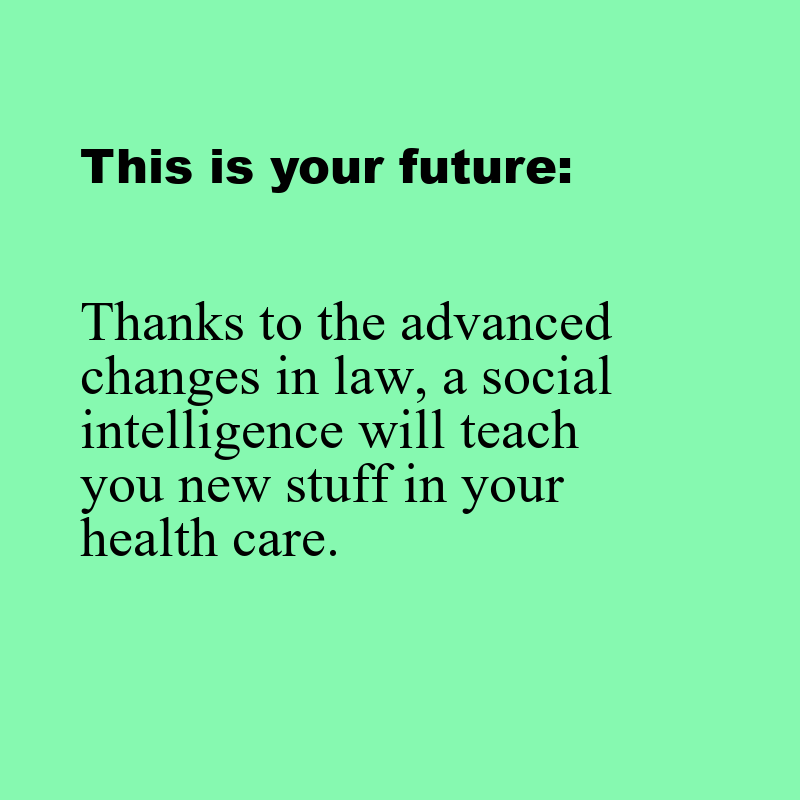 This is your future:
Thanks to the advanced
changes in law, a social
intelligence will teach
you new stuff in your
health care.